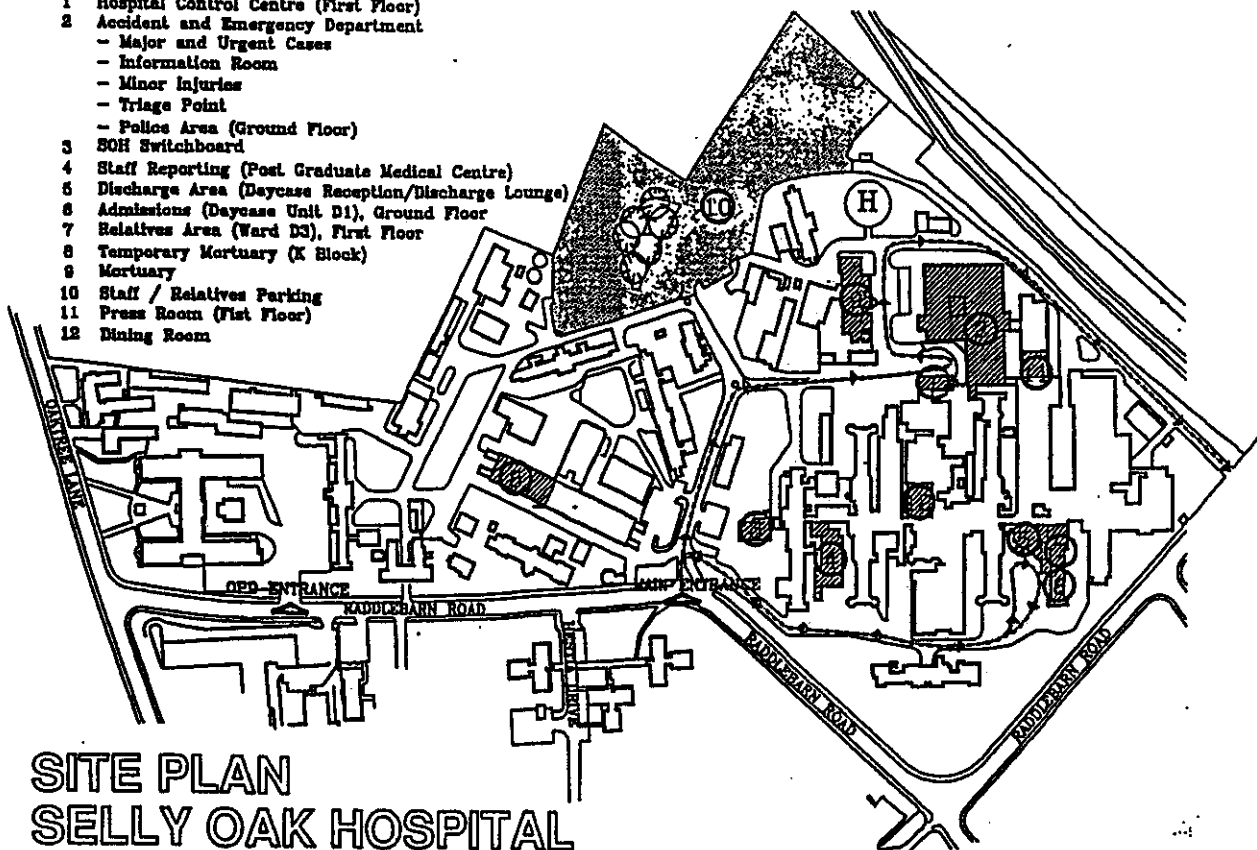 1 Hospital Control Centre (First Floor)
2 Accident and Emergency Department
– Major and Urgent Cases
– Information Room
– Minor Injuries
– Triage Point
– Police Area (Ground Floor)
3 SOH Switchboard
4 Staff Reporting (Post Graduate Medical Centre)
5 Discharge Area (Daycase Reception/Discharge Lounge)
6 Admissions (Daycase Unit D1), Ground Floor
7 Relatives Area (Ward D3), First Floor
8 Temporary Mortuary (K Block)
9 Mortuary
10 Staff / Relatives Parking
11 Press Room (Fist Floor)
12 Dining Room
10
H
2
OAKTREE LANE
OPD ENTRANCE
MAIN ENTRANCE
RADDLEBARN ROAD
RADDLEBARN ROAD
RADDLEBARN ROAD
DRIVE
SITE PLAN
SELLY OAK HOSPITAL